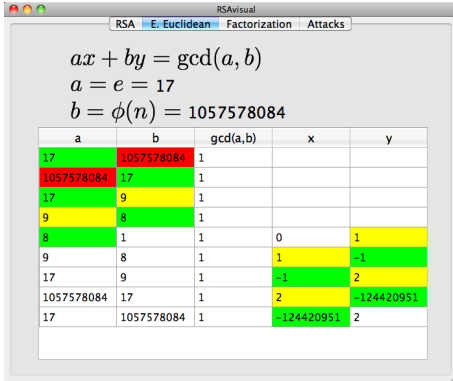 RSAvisual
RSA E. Euclidean Factorization Attacks
ax + by = gcd(a, b)
a = e = 17
b = ϕ(n) = 1057578084
a b gcd(a,b) x y
17 1057578084 1
1057578084 17 1
17 9 1
9 8 1
8 1 1 0 1
9 8 1 1 -1
17 9 1 -1 2
1057578084 17 1 2 -124420951
17 1057578084 1 -124420951 2